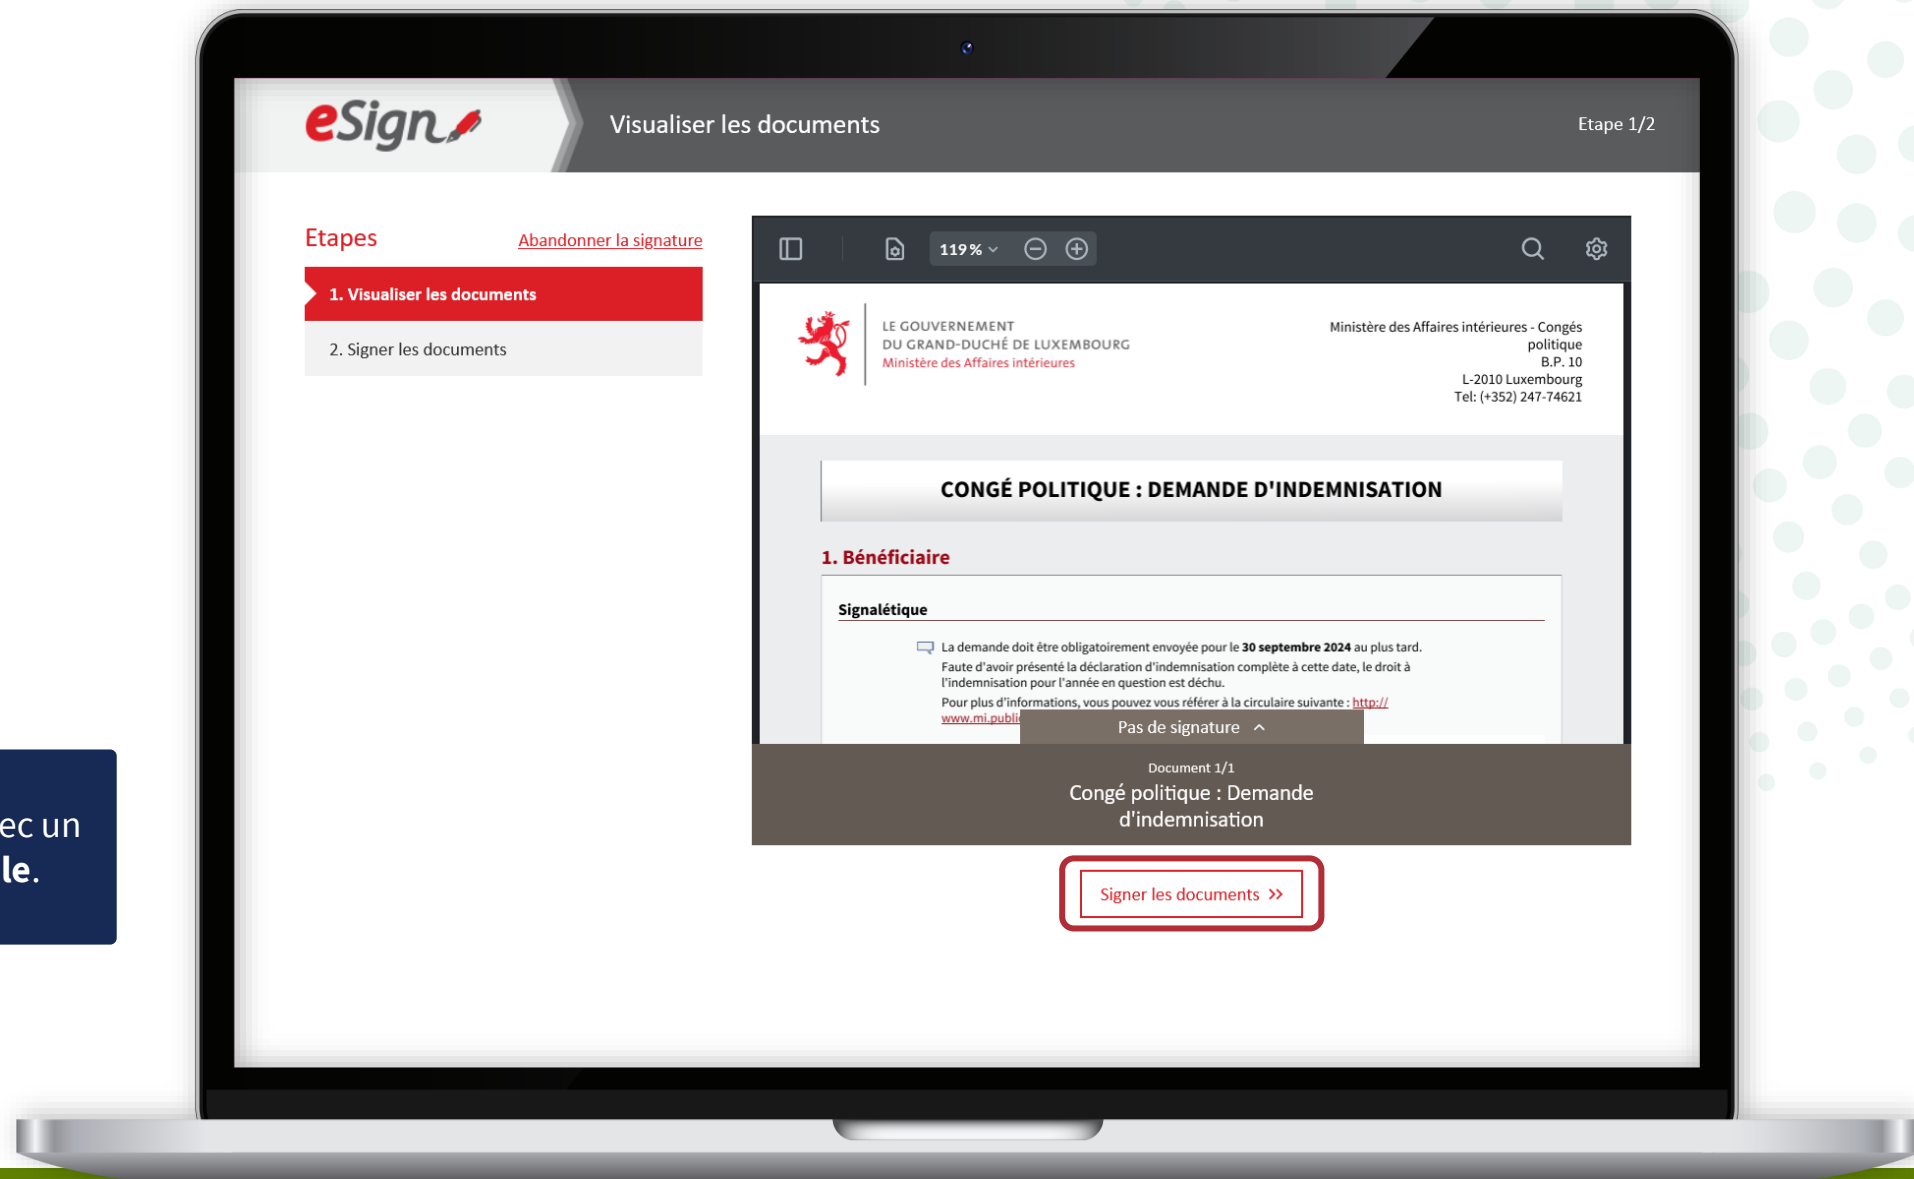 eSign
Visualiser les documents
Etape 1/2
Etapes
Abandonner la signature
1. Visualiser les documents
2. Signer les documents
119%
LE GOUVERNEMENT
DU GRAND-DUCHÉ DE LUXEMBOURG
Ministère des Affaires intérieures
Ministère des Affaires intérieures - Congés
politique
B.P. 10
L-2010 Luxembourg
Tel: (+352) 247-74621
CONGÉ POLITIQUE : DEMANDE D'INDEMNISATION
1. Bénéficiaire
Signalétique
La demande doit être obligatoirement envoyée pour le 30 septembre 2024 au plus tard.
Faute d'avoir présenté la déclaration d'indemnisation complète à cette date, le droit à
l'indemnisation pour l'année en question est déchu.
Pour plus d'informations, vous pouvez vous référer à la circulaire suivante : http://
www.mi.public
Pas de signature
Document 1/1
Congé politique : Demande
d'indemnisation
Signer les documents >>
ec un
le.